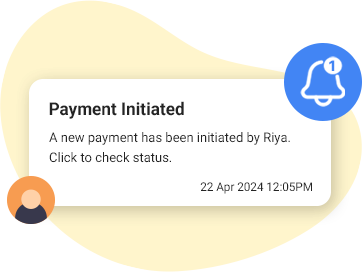 1
Payment Initiated
A new payment has been initiated by Riya.
Click to check status.
22 Apr 2024 12:05PM